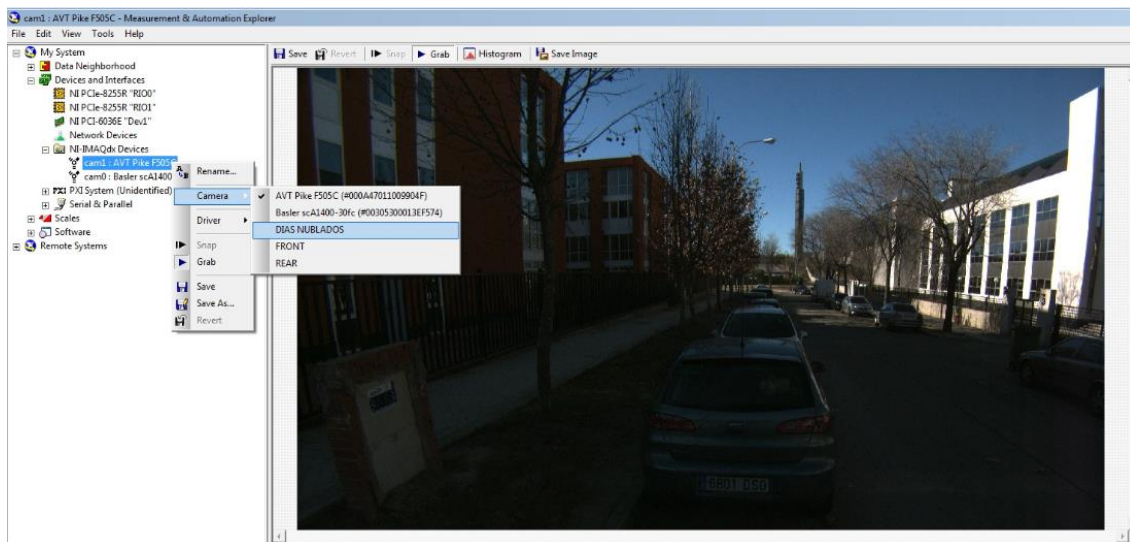 cam1 : AVT Pike F505C - Measurement & Automation Explorer
File Edit View Tools Help
My System
Data Neighborhood
Devices and Interfaces
NI PCIe-8255R "RIO0"
NI PCIe-8255R "RIO1"
NI PCI-6036E "Dev1"
Network Devices
NI-IMAQdx Devices
cam1 : AVT Pike F505C
cam0 : Basler scA1400
PXI PXI System (Unidentified)
Serial & Parallel
Scales
Software
Remote Systems
Rename...
Camera
Driver
Snap
Grab
Save
Save As...
Revert
AVT Pike F505C (#000A47011009904F)
Basler scA1400-30fc (#00305300013EF574)
DIAS NUBLADOS
FRONT
REAR
Save Revert Snap Grab Histogram Save Image
6801 DSD